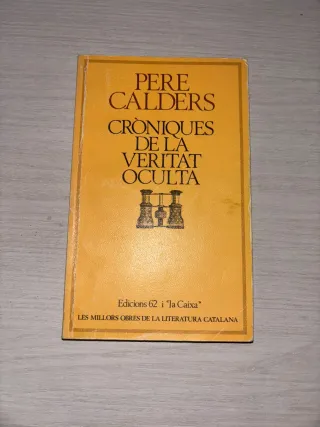 PERE
CALDERS
CRÒNIQUES
DE LA
VERITAT
OCULTA
Edicions 62 i "la Caixa"
LES MILLORS OBRES DE LA LITERATURA CATALANA